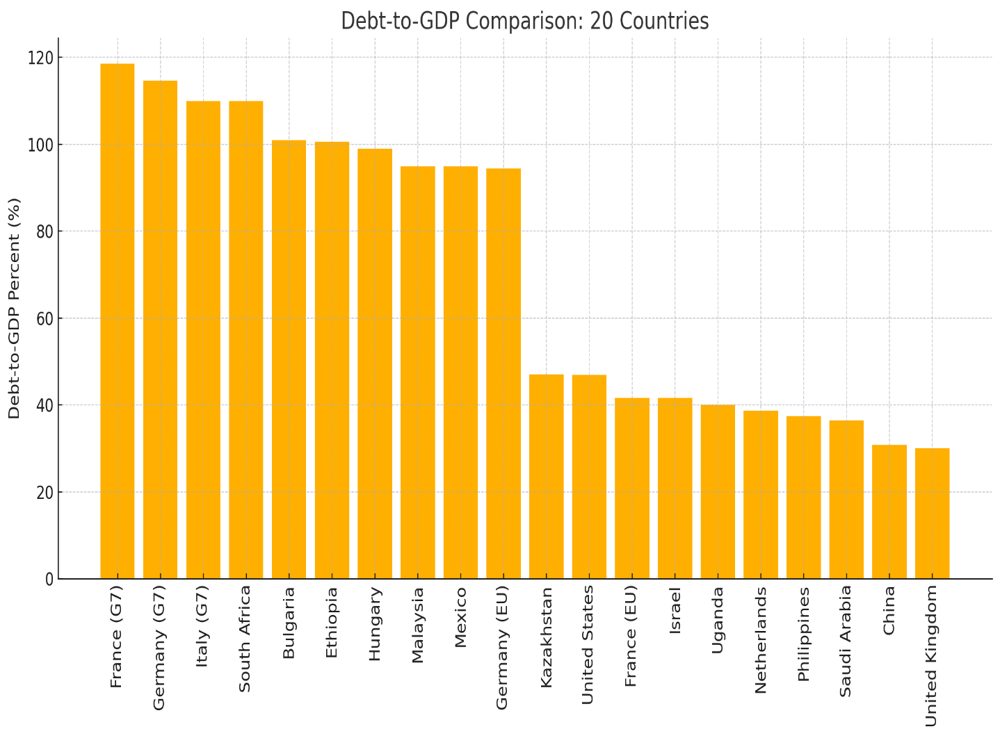 Debt-to-GDP Comparison: 20 Countries
Debt-to-GDP Percent (%)
120
100
80
60
40
20
0
France (G7)
Germany (G7)
Italy (G7)
South Africa
Bulgaria
Ethiopia
Hungary
Malaysia
Mexico
Germany (EU)
Kazakhstan
United States
France (EU)
Israel
Uganda
Netherlands
Philippines
Saudi Arabia
China
United Kingdom